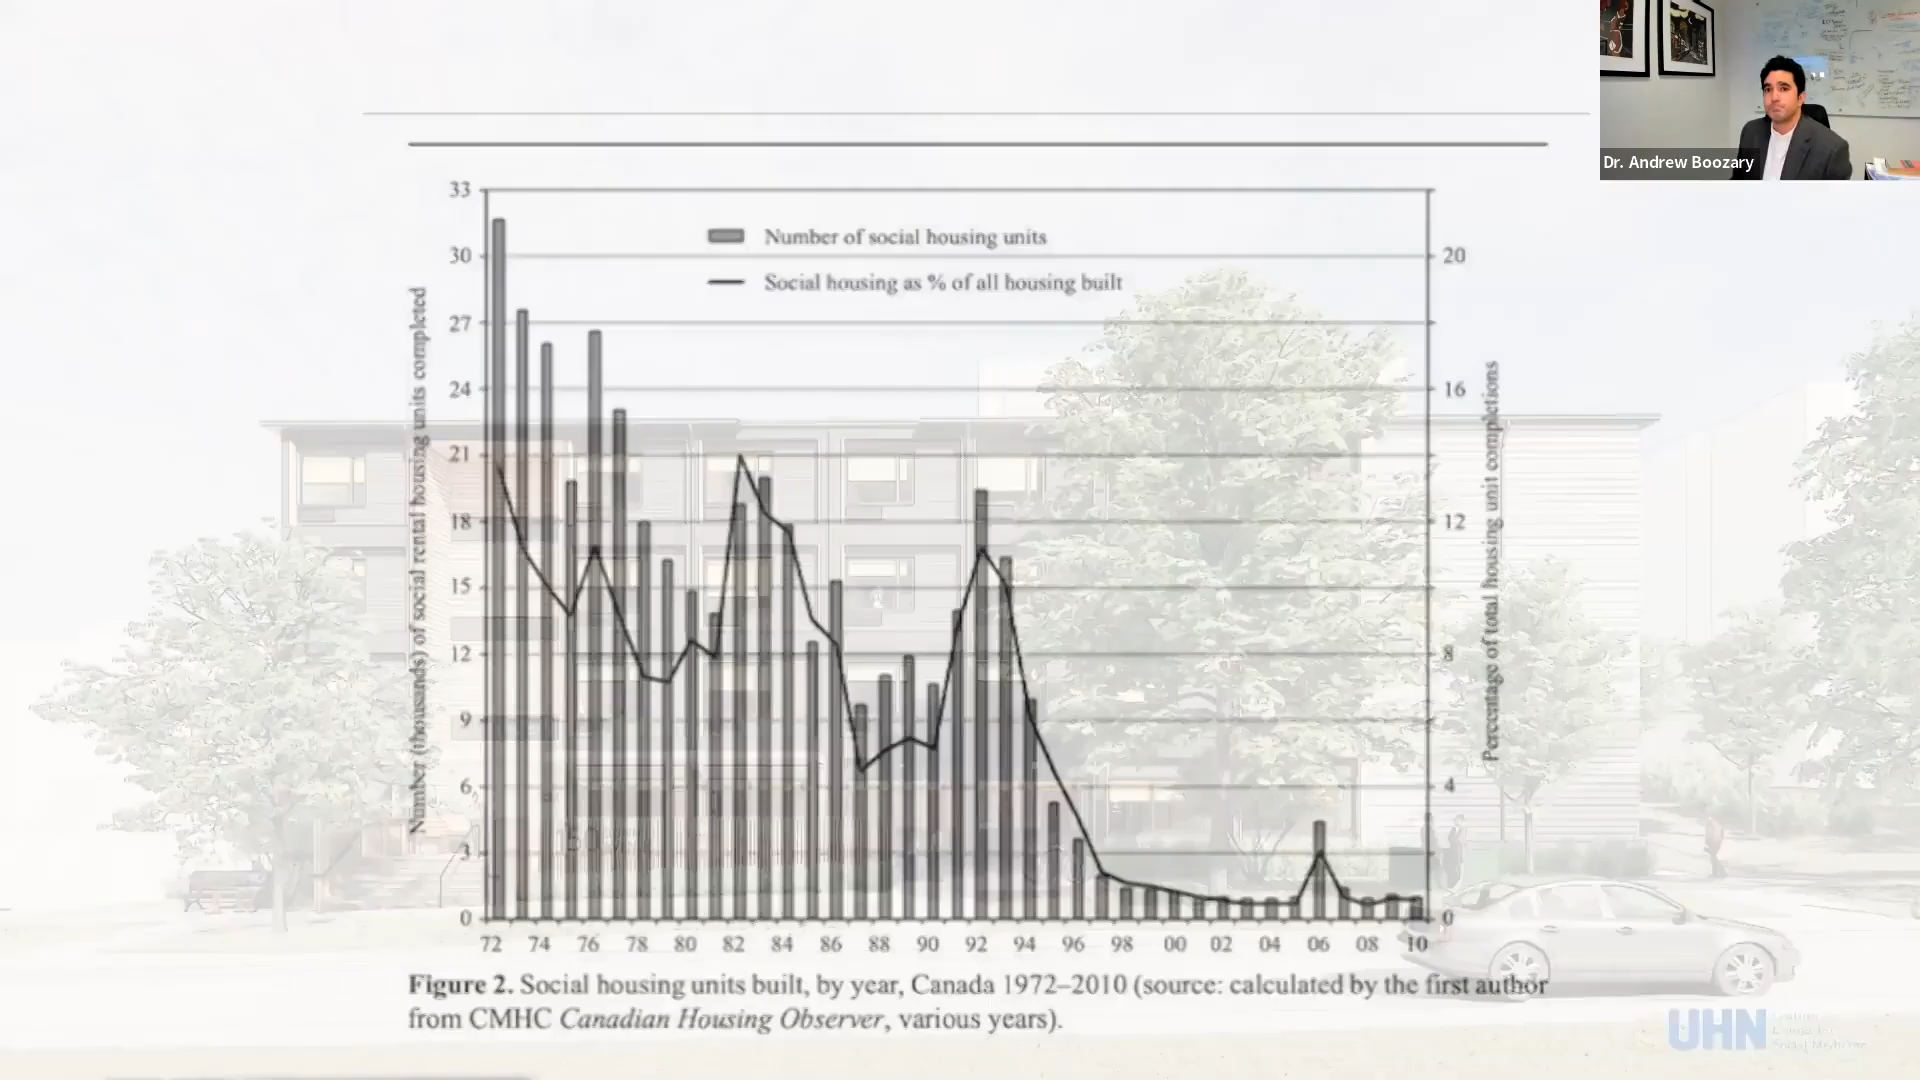 Dr. Andrew Boozary
Number of social housing units
Social housing as % of all housing built
Number (thousands) of social rental housing units completed
33
30
27
24
21
18
15
12
9
6
3
0
20
16
12
8
4
0
Percentage of total housing unit completions
72 74 76 78 80 82 84 86 88 90 92 94 96 98 00 02 04 06 08 10
Figure 2. Social housing units built, by year, Canada 1972–2010 (source: calculated by the first author
from CMHC Canadian Housing Observer, various years).
UHN
Social Medicine